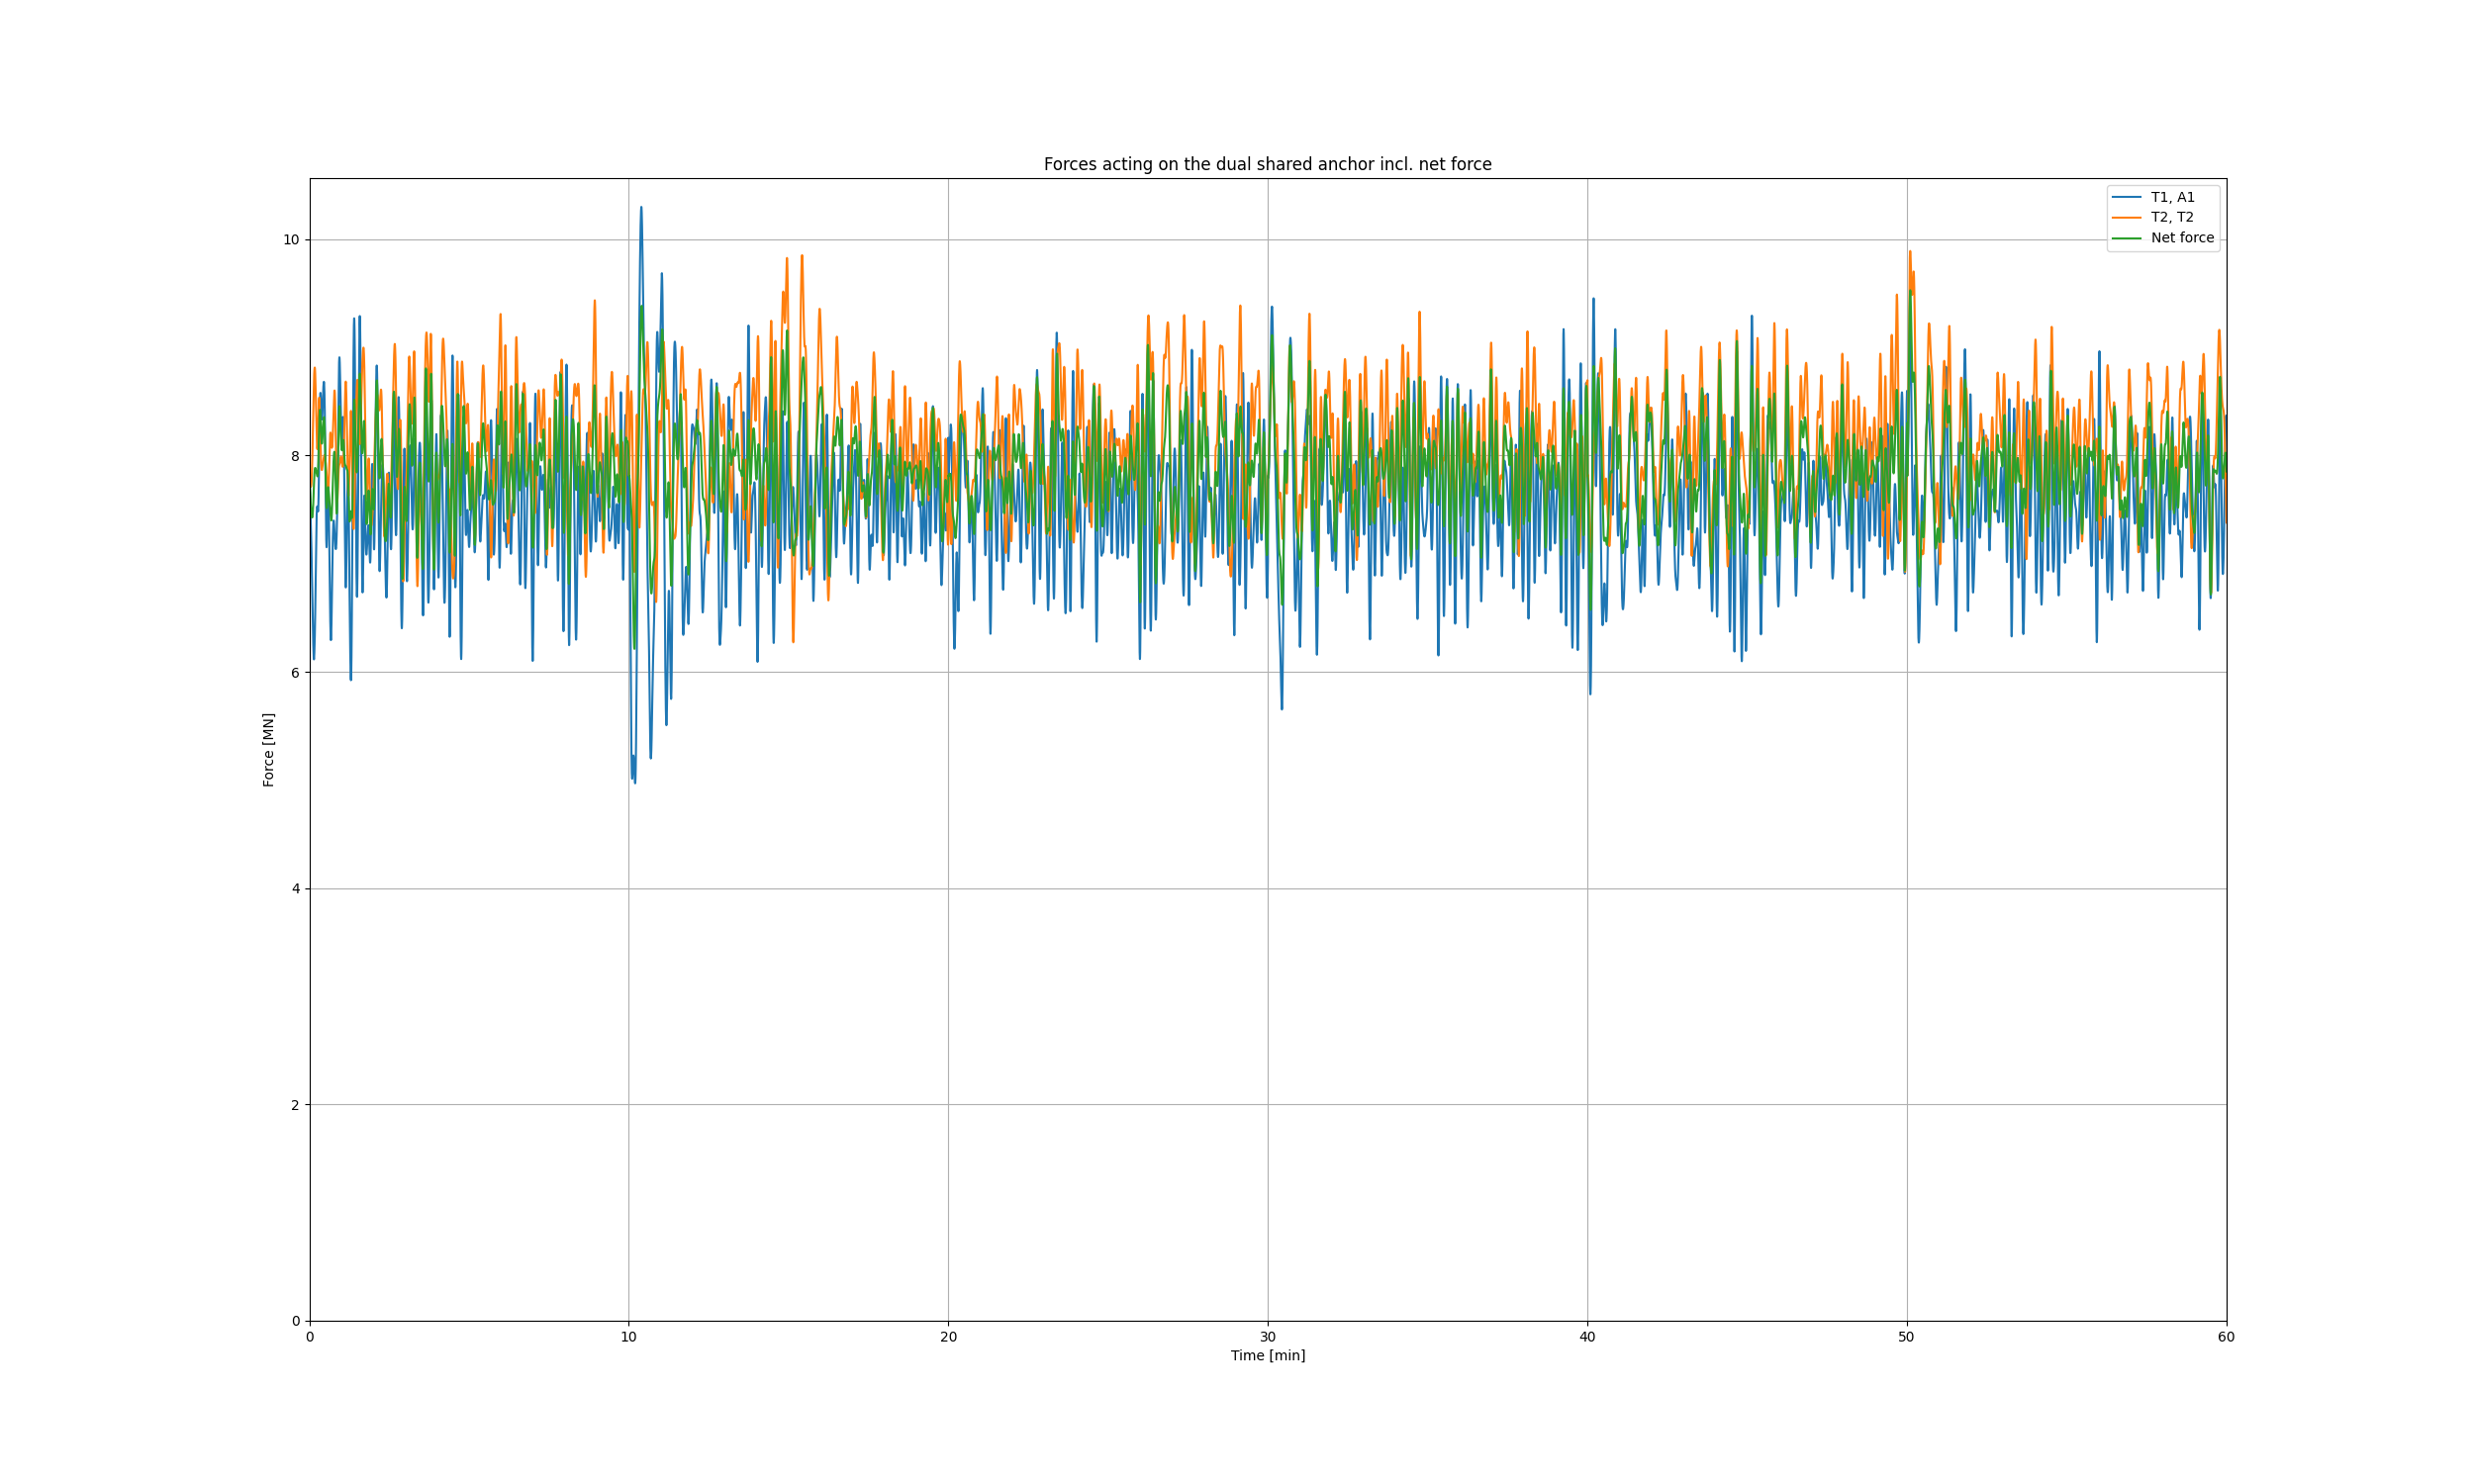 Forces acting on the dual shared anchor incl. net force
T1, A1
T2, T2
Net force
10
8
6
4
2
0
Force [MN]
0 10 20 30 40 50 60
Time [min]